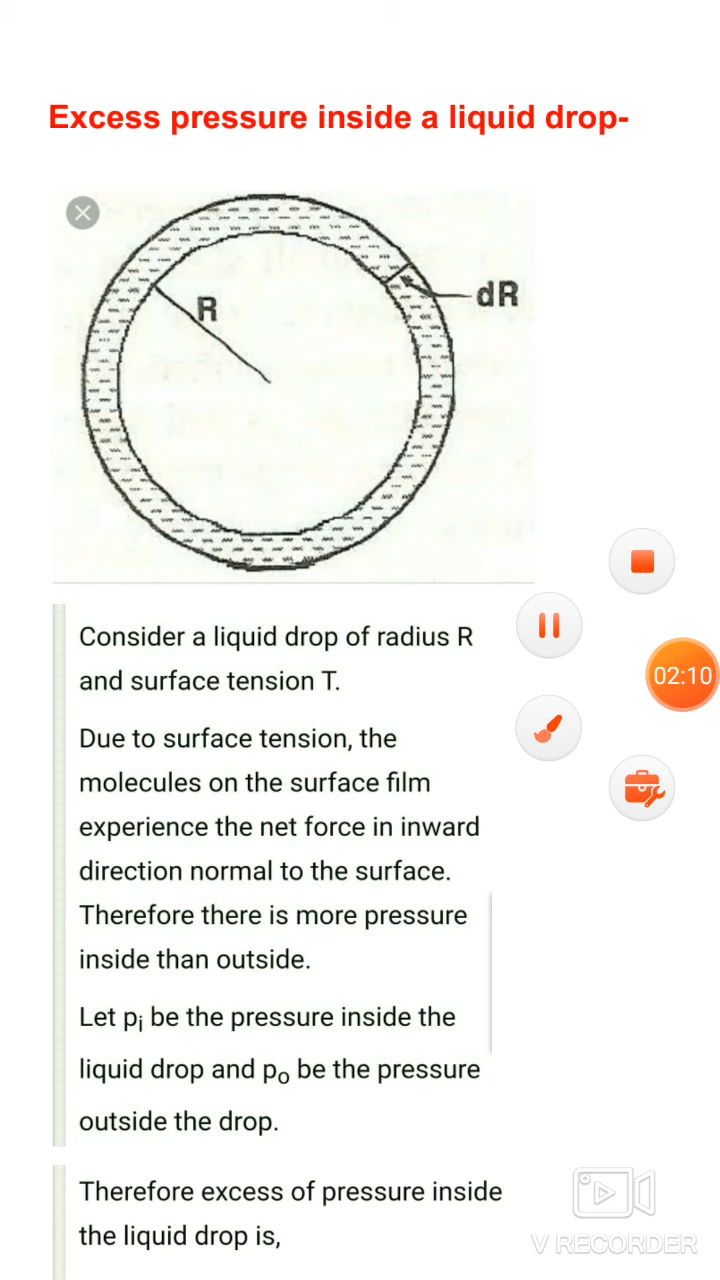 Excess pressure inside a liquid drop-
R
dR
Consider a liquid drop of radius R
and surface tension T.
Due to surface tension, the
molecules on the surface film
experience the net force in inward
direction normal to the surface.
Therefore there is more pressure
inside than outside.
Let pᵢ be the pressure inside the
liquid drop and pₒ be the pressure
outside the drop.
Therefore excess of pressure inside
the liquid drop is,
02:10
V RECORDER